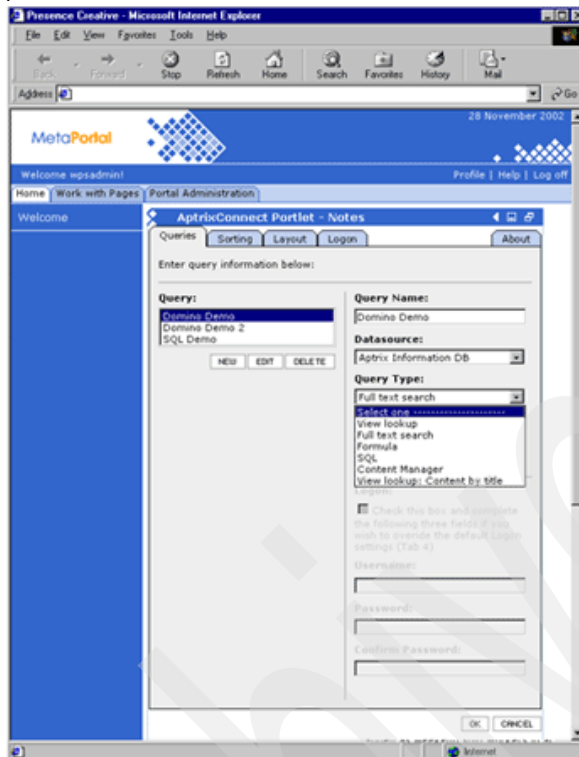 Presence Creative - Microsoft Internet Explorer
File Edit View Favorites Tools Help
Back Forward Stop Refresh Home Search Favorites History Mail
Address Go
28 November 2002
MetaPortal
Welcome wpsadmin! Profile | Help | Log off
Home Work with Pages Portal Administration
Welcome AptrixConnect Portlet - Notes
Queries Sorting Layout Logon About
Enter query information below:
Query: Query Name:
Domino Demo Domino Demo
Domino Demo 2
SQL Demo Datasource:
NEW EDIT DELETE Aptrix Information DB
Query Type:
Full text search
Select one ----------------------
View lookup
Full text search
Formula
SQL
Content Manager
View lookup: Content by title
Logon:
Check this box and complete
the following three fields if you
wish to override the default Logon
settings (Tab 4)
Username:
Password:
Confirm Password:
OK CANCEL
Internet